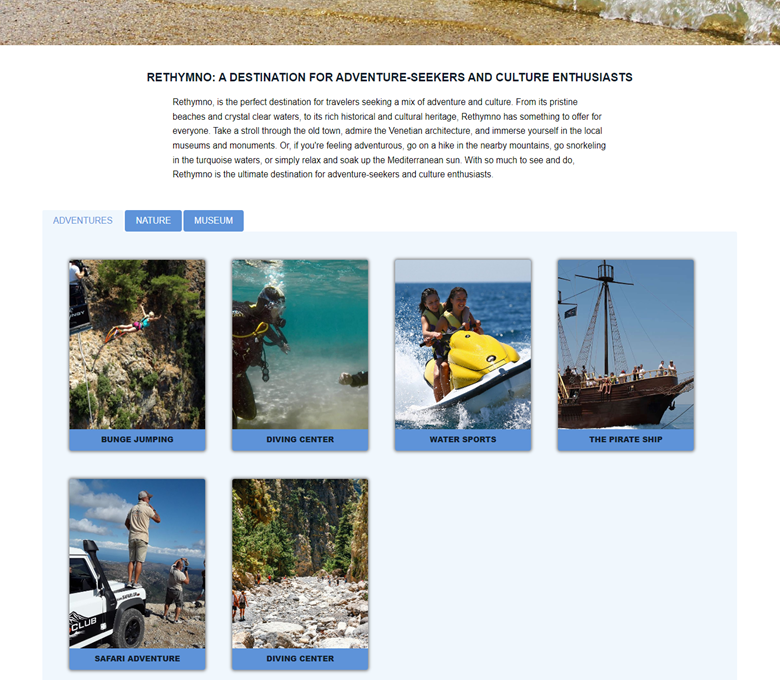 RETHYMNO: A DESTINATION FOR ADVENTURE-SEEKERS AND CULTURE ENTHUSIASTS
Rethymno, is the perfect destination for travelers seeking a mix of adventure and culture. From its pristine
beaches and crystal clear waters, to its rich historical and cultural heritage, Rethymno has something to offer for
everyone. Take a stroll through the old town, admire the Venetian architecture, and immerse yourself in the local
museums and monuments. Or, if you're feeling adventurous, go on a hike in the nearby mountains, go snorkeling
in the turquoise waters, or simply relax and soak up the Mediterranean sun. With so much to see and do,
Rethymno is the ultimate destination for adventure-seekers and culture enthusiasts.
ADVENTURES NATURE MUSEUM
BUNGE JUMPING DIVING CENTER WATER SPORTS THE PIRATE SHIP
CLUB
SAFARI ADVENTURE DIVING CENTER